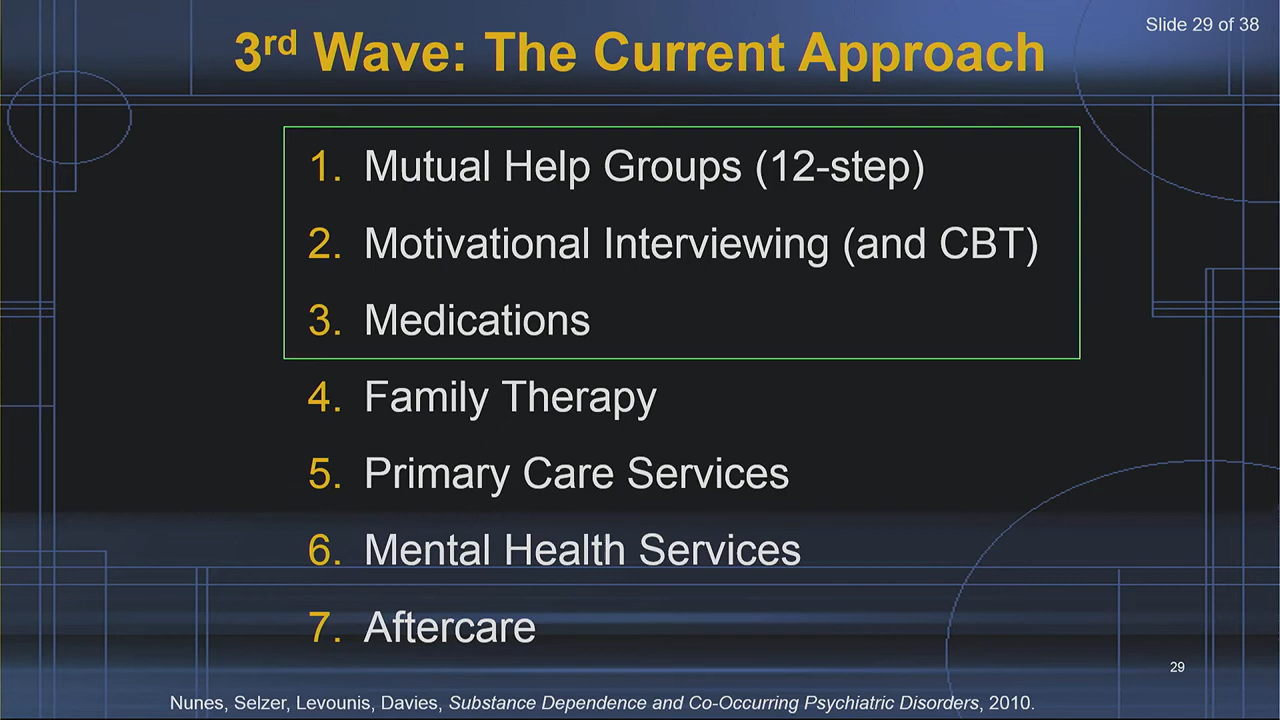 Slide 29 of 38
3rd Wave: The Current Approach
1. Mutual Help Groups (12-step)
2. Motivational Interviewing (and CBT)
3. Medications
4. Family Therapy
5. Primary Care Services
6. Mental Health Services
7. Aftercare
29
Nunes, Selzer, Levounis, Davies, Substance Dependence and Co-Occurring Psychiatric Disorders, 2010.